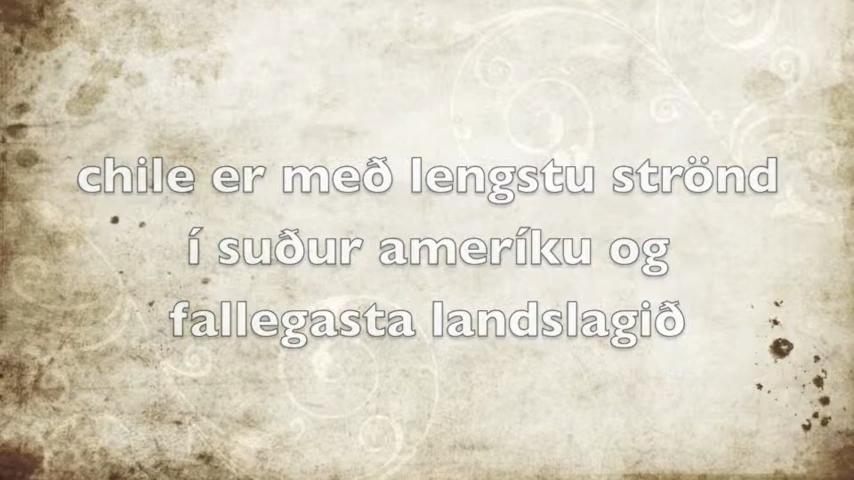 chile er með lengstu strönd
í suður ameríku og
fallegasta landslagið